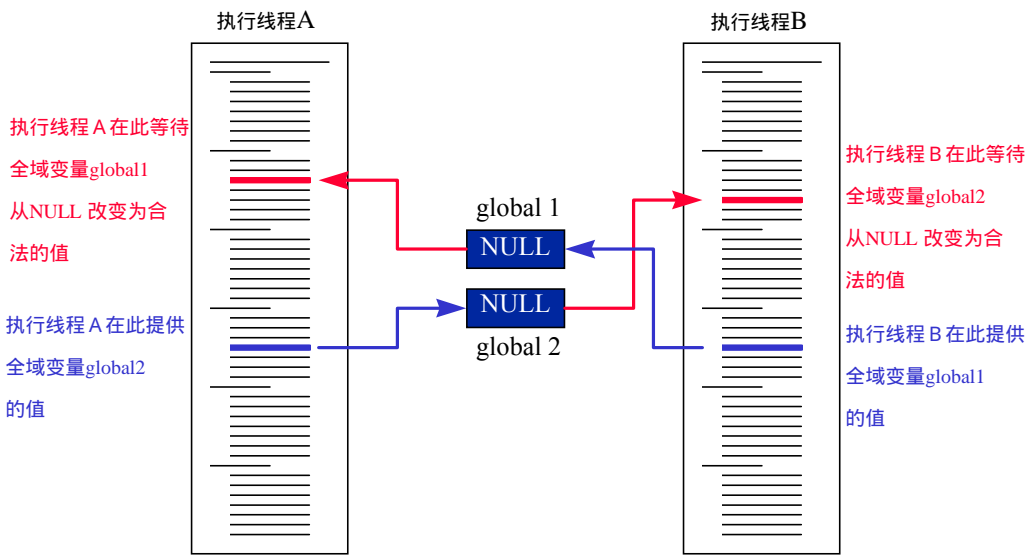 执行线程A
执行线程B
执行线程A在此等待
全域变量global1
从NULL 改变为合
法的值
执行线程A在此提供
全域变量global2
的值
global 1
NULL
NULL
global 2
执行线程B在此等待
全域变量global2
从NULL 改变为合
法的值
执行线程B在此提供
全域变量global1
的值